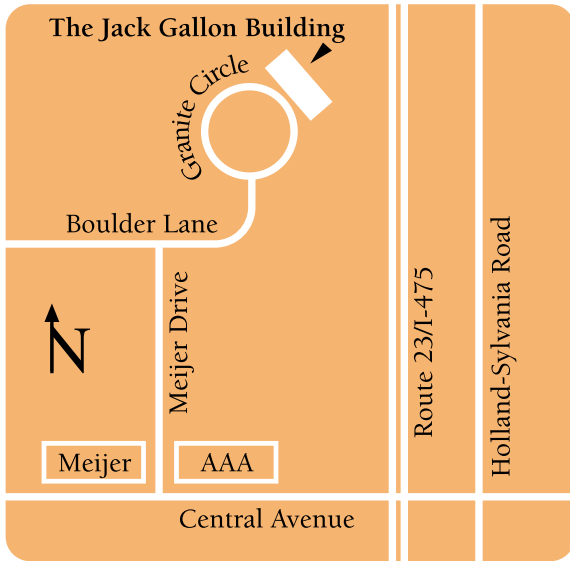 The Jack Gallon Building
Granite Circle
Boulder Lane
N
Meijer Drive
Route 23/I-475
Holland-Sylvania Road
Meijer
AAA
Central Avenue